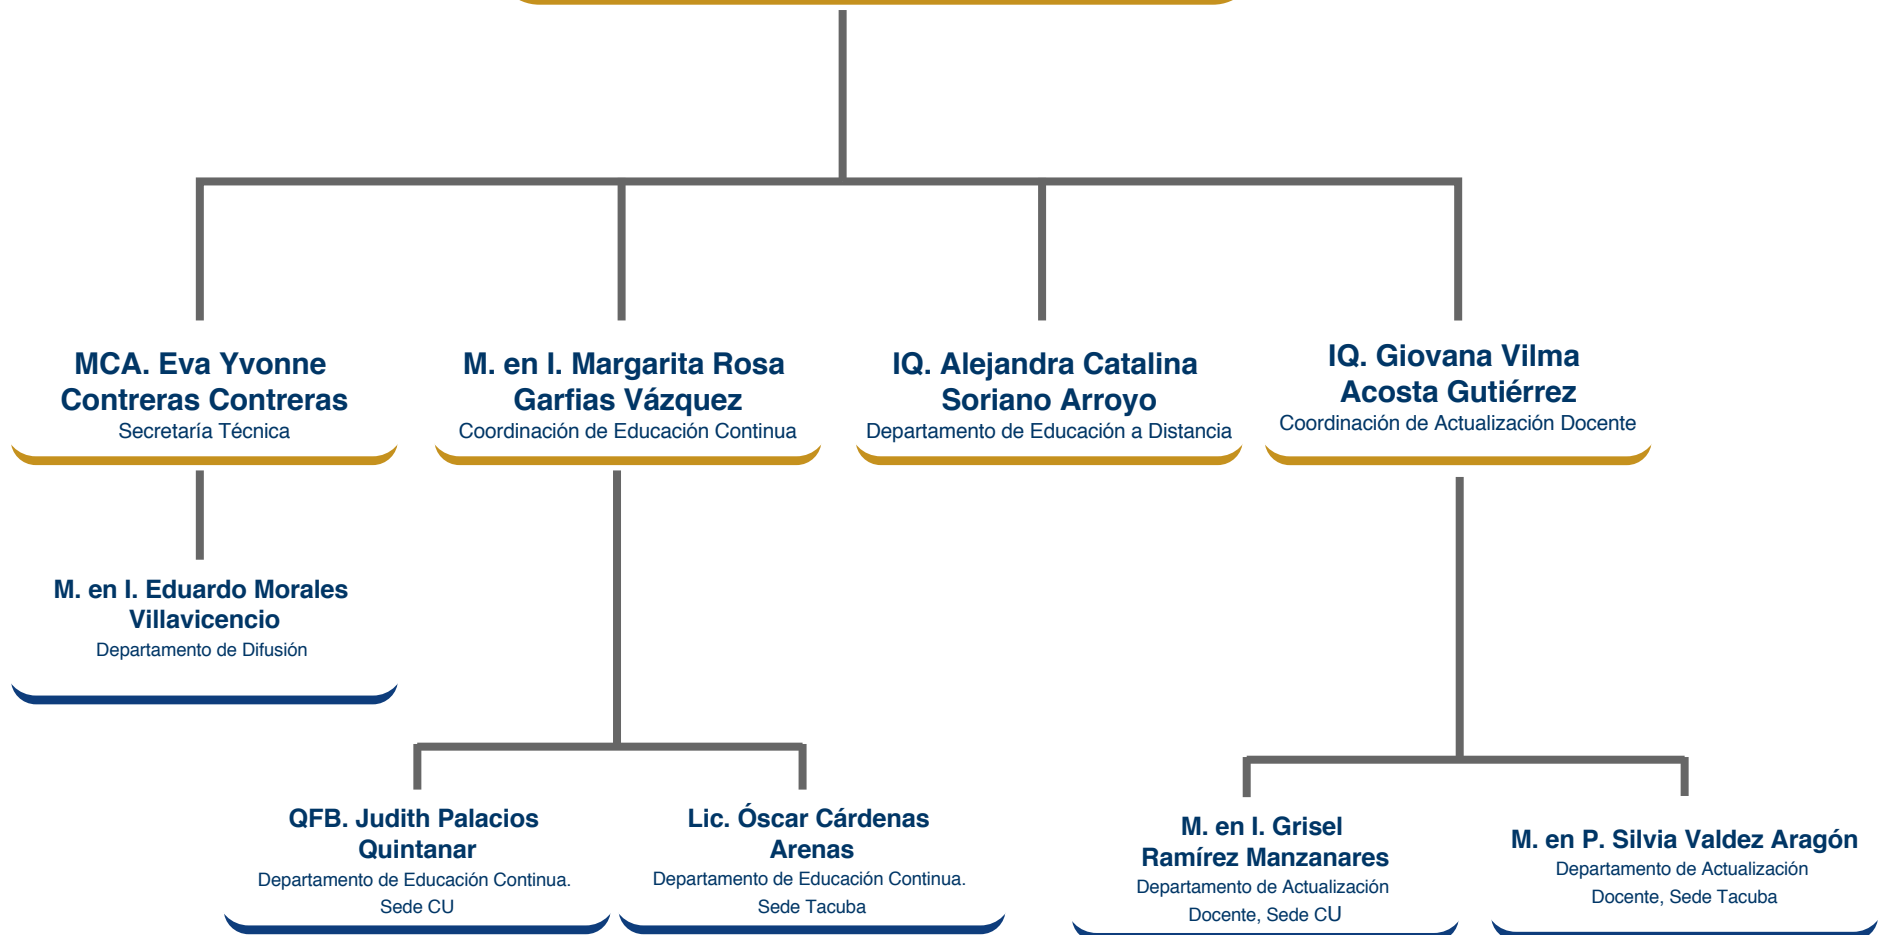 MCA. Eva Yvonne
Contreras Contreras
Secretaría Técnica
M. en I. Margarita Rosa
Garfias Vázquez
Coordinación de Educación Continua
IQ. Alejandra Catalina
Soriano Arroyo
Departamento de Educación a Distancia
IQ. Giovana Vilma
Acosta Gutiérrez
Coordinación de Actualización Docente
M. en I. Eduardo Morales
Villavicencio
Departamento de Difusión
QFB. Judith Palacios
Quintanar
Departamento de Educación Continua.
Sede CU
Lic. Óscar Cárdenas
Arenas
Departamento de Educación Continua.
Sede Tacuba
M. en I. Grisel
Ramírez Manzanares
Departamento de Actualización
Docente, Sede CU
M. en P. Silvia Valdez Aragón
Departamento de Actualización
Docente, Sede Tacuba